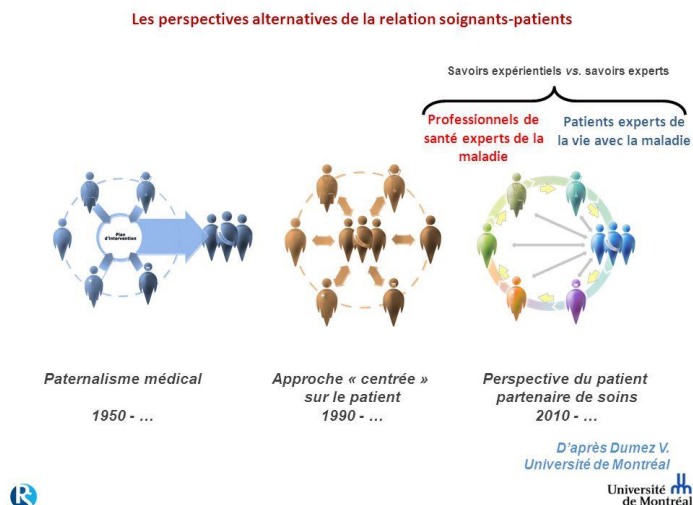 Les perspectives alternatives de la relation soignants-patients
Savoirs expérientiels vs. savoirs experts
Professionnels de
santé experts de la
maladie
Patients experts de
la vie avec la maladie
Plan
d'intervention
Paternalisme médical
1950 - …
Approche « centrée »
sur le patient
1990 - …
Perspective du patient
partenaire de soins
2010 - …
D'après Dumez V.
Université de Montréal
Université
de Montréal